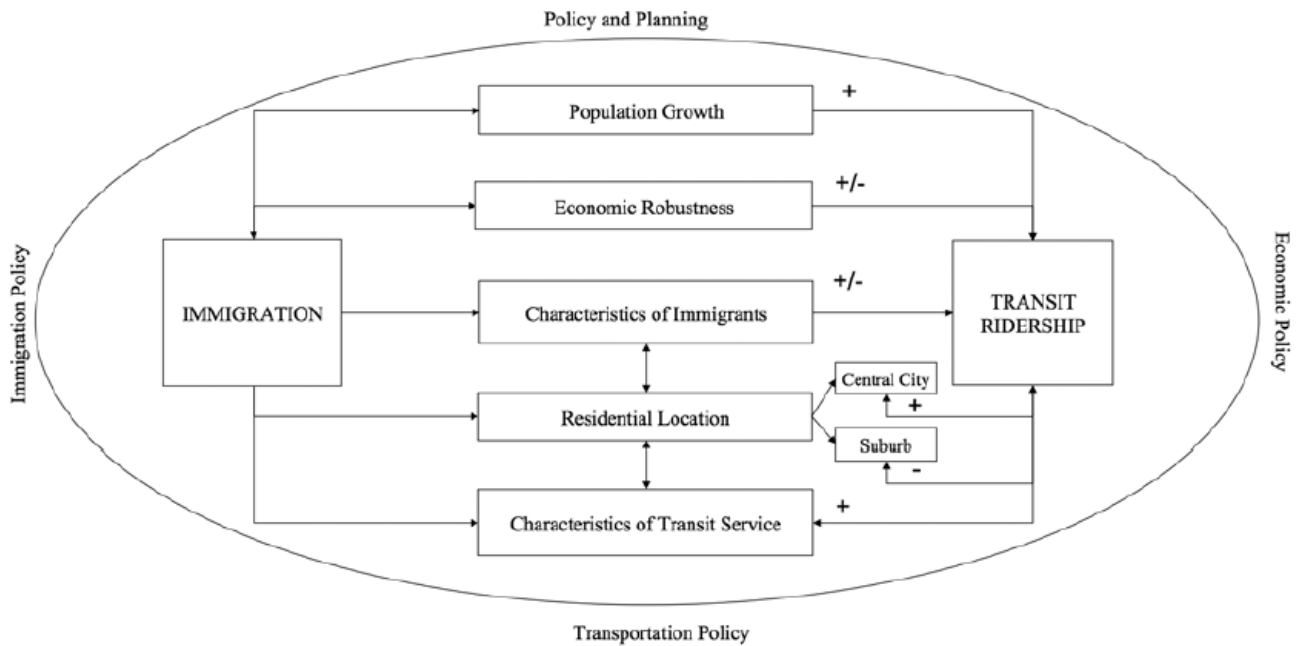 Policy and Planning
+
Population Growth
+/-
Economic Robustness
Immigration Policy
Economic Policy
+/-
IMMIGRATION
Characteristics of Immigrants
TRANSIT
RIDERSHIP
Central City
+
Residential Location
Suburb
-
+
Characteristics of Transit Service
Transportation Policy